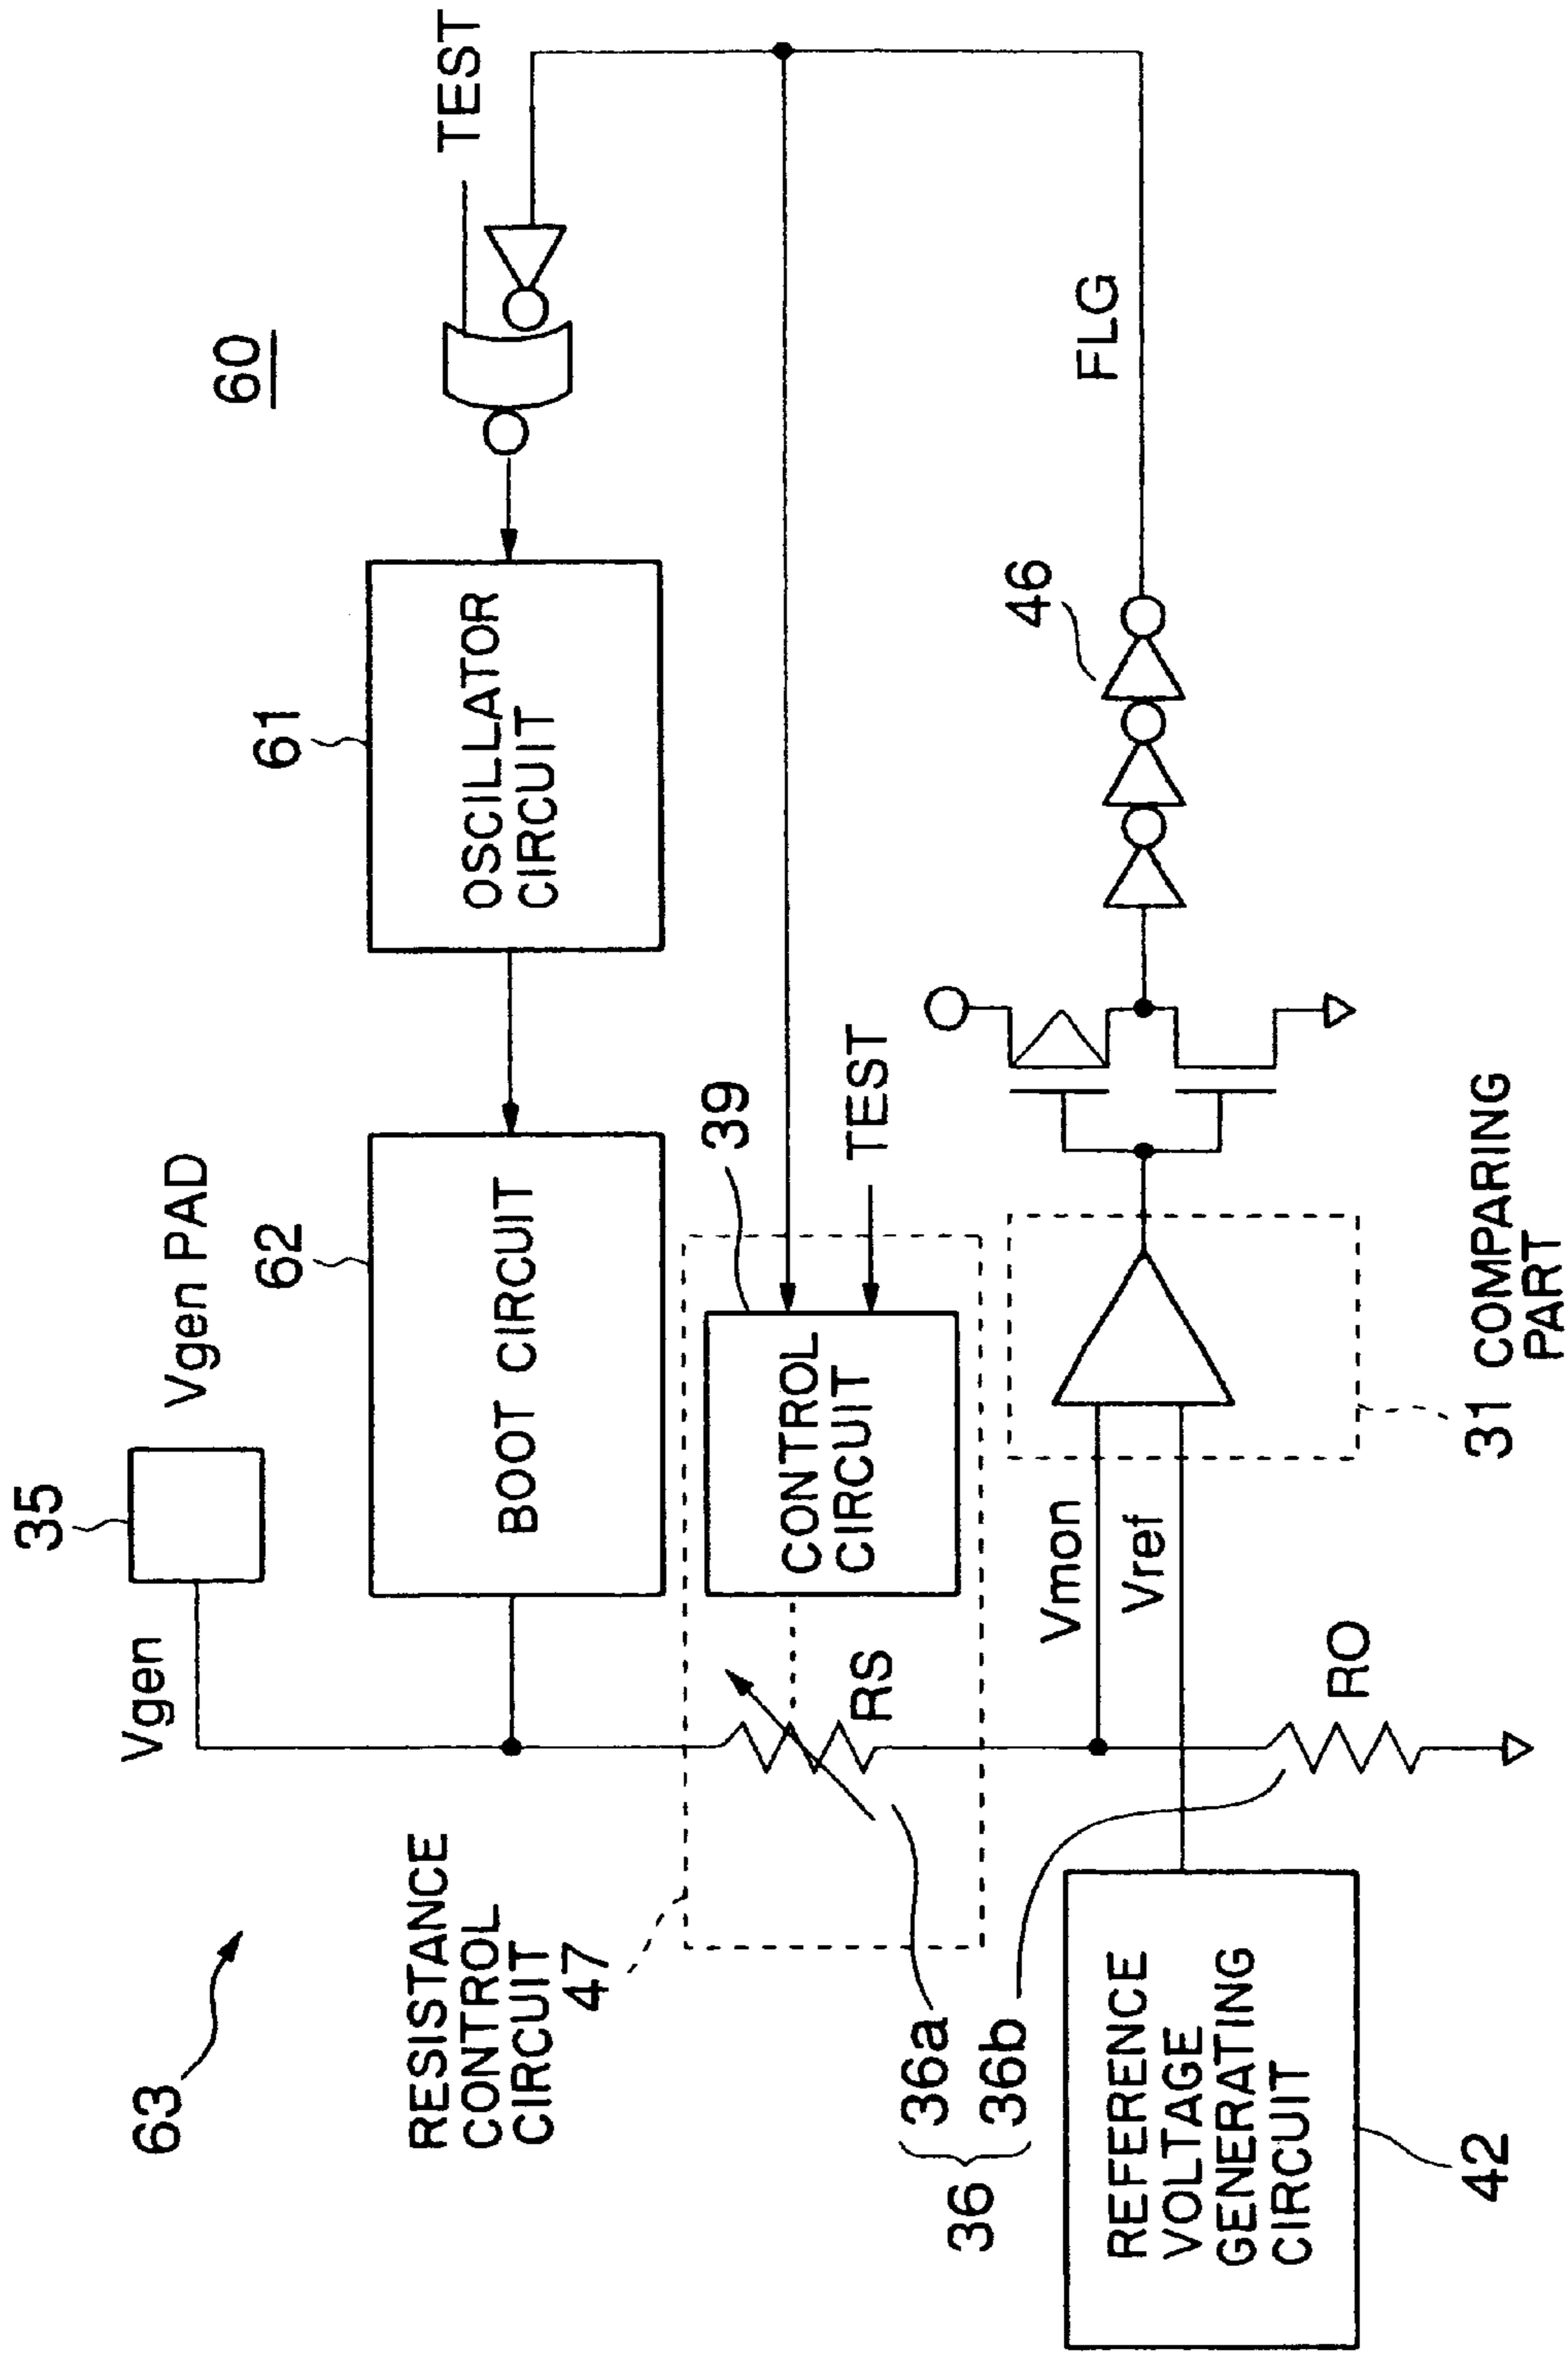 60
63
35
Vgen PAD
Vgen
TEST
61
OSCILLATOR
CIRCUIT
62
BOOT CIRCUIT
RESISTANCE
CONTROL
CIRCUIT
47
39
CONTROL
CIRCUIT
TEST
RS
36a
36b
36
Vmon
Vref
31 COMPARING
PART
46
FLG
RO
REFERENCE
VOLTAGE
GENERATING
CIRCUIT
42